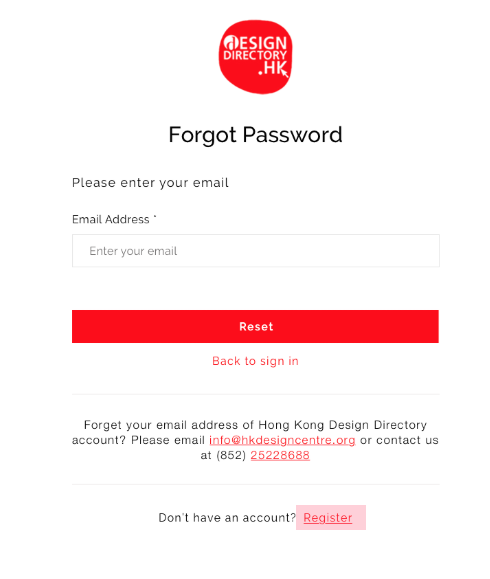 DESIGN
DIRECTORY
.HK
Forgot Password
Please enter your email
Email Address *
Enter your email
Reset
Back to sign in
Forget your email address of Hong Kong Design Directory
account? Please email info@hkdesigncentre.org or contact us
at (852) 25228688
Don't have an account? Register